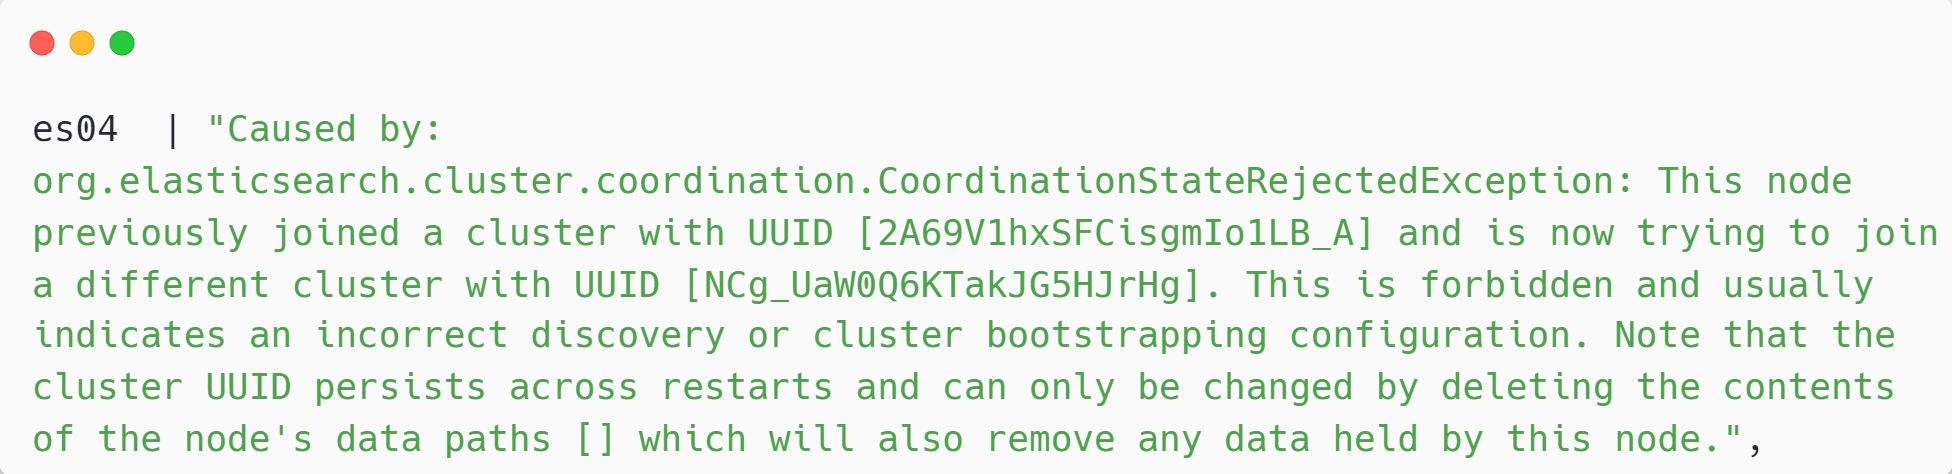 es04  | "Caused by:
org.elasticsearch.cluster.coordination.CoordinationStateRejectedException: This node
previously joined a cluster with UUID [2A69V1hxSFCisgmIo1LB_A] and is now trying to join
a different cluster with UUID [NCg_UaW0Q6KTakJG5HJrHg]. This is forbidden and usually
indicates an incorrect discovery or cluster bootstrapping configuration. Note that the
cluster UUID persists across restarts and can only be changed by deleting the contents
of the node's data paths [] which will also remove any data held by this node.",